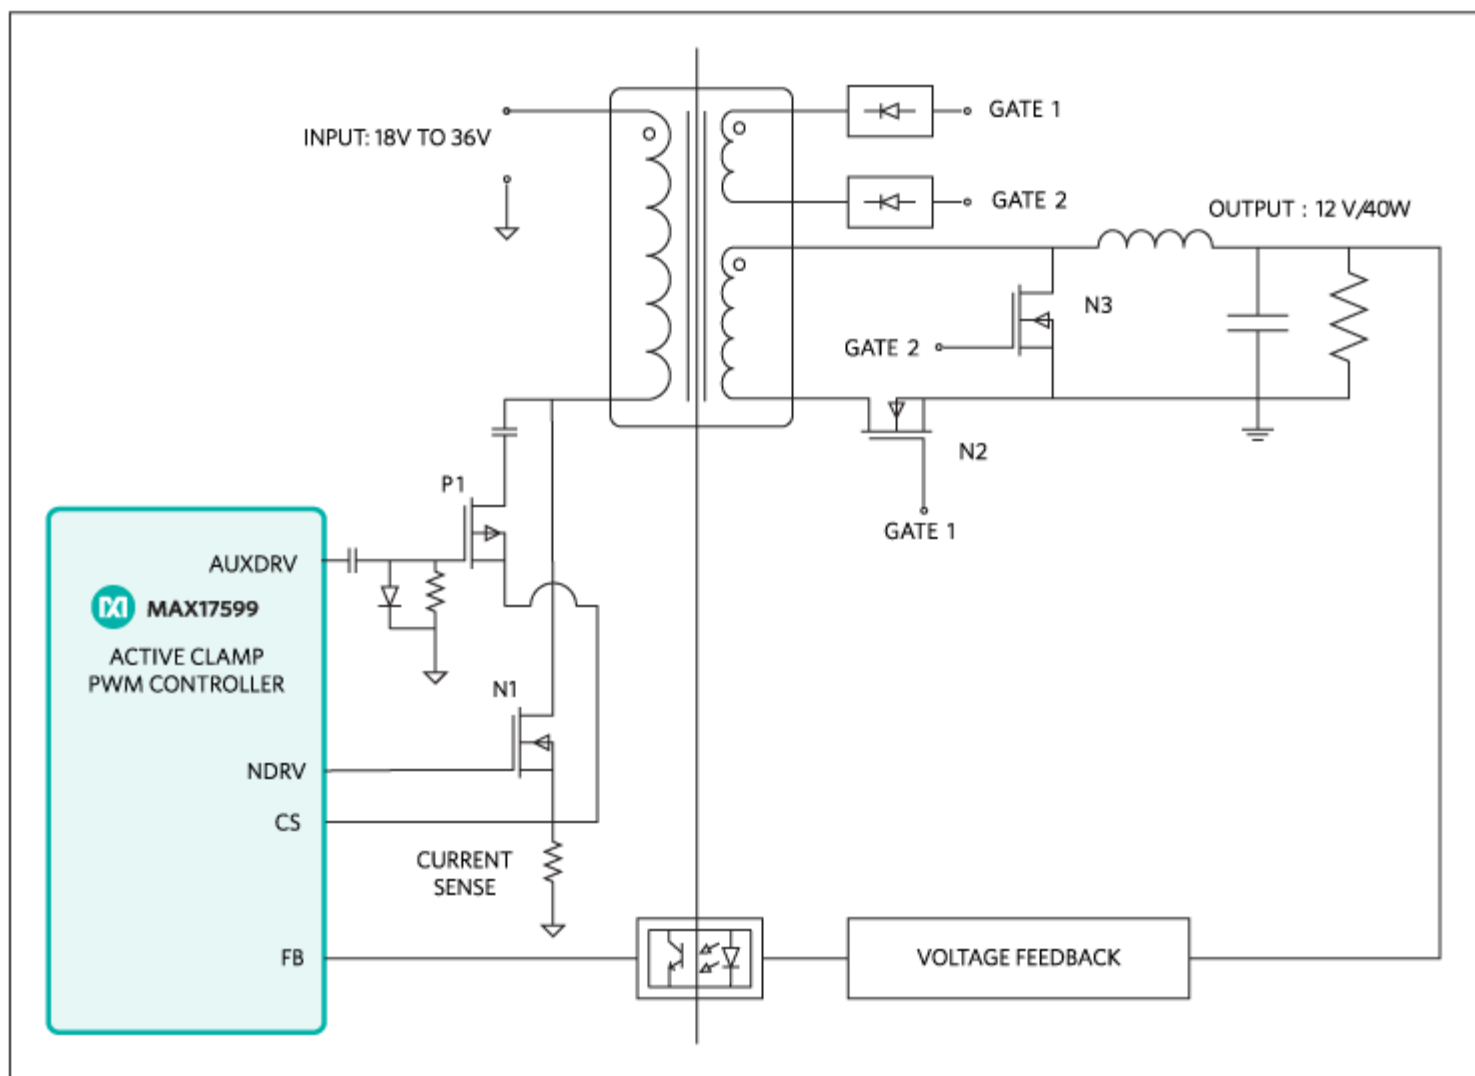 GATE 1
INPUT: 18V TO 36V
GATE 2
OUTPUT : 12 V/40W
N3
GATE 2
N2
P1
GATE 1
AUXDRV
MAX17599
ACTIVE CLAMP
PWM CONTROLLER
N1
NDRV
CS
CURRENT
SENSE
FB
VOLTAGE FEEDBACK